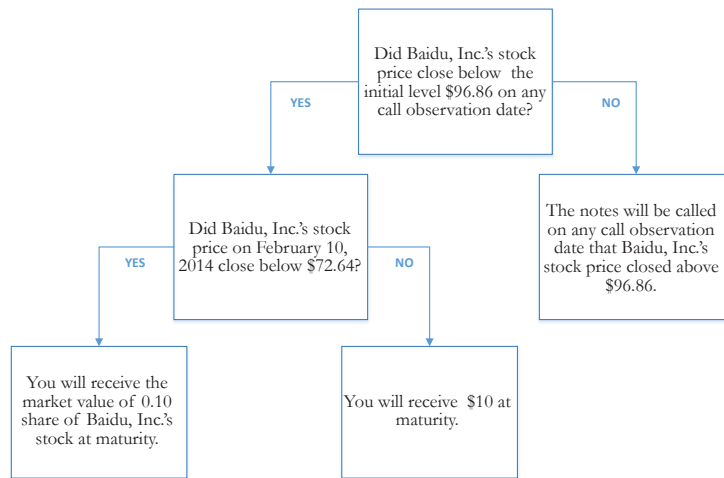 Did Baidu, Inc.'s stock
price close below the
initial level $96.86 on any
call observation date?
YES
NO
Did Baidu, Inc.'s stock
price on February 10,
2014 close below $72.64?
The notes will be called
on any call observation
date that Baidu, Inc.'s
stock price closed above
$96.86.
YES
NO
You will receive the
market value of 0.10
share of Baidu, Inc.'s
stock at maturity.
You will receive $10 at
maturity.